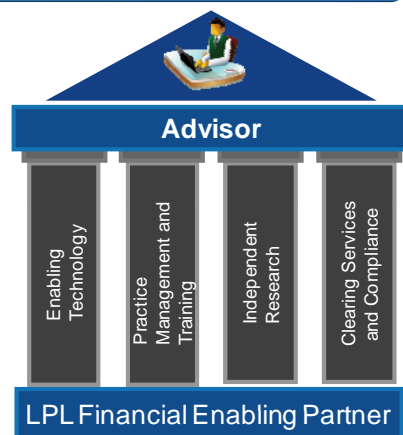 Advisor
Enabling
Technology
Practice
Management and
Training
Independent
Research
Clearing Services
and Compliance
LPL Financial Enabling Partner